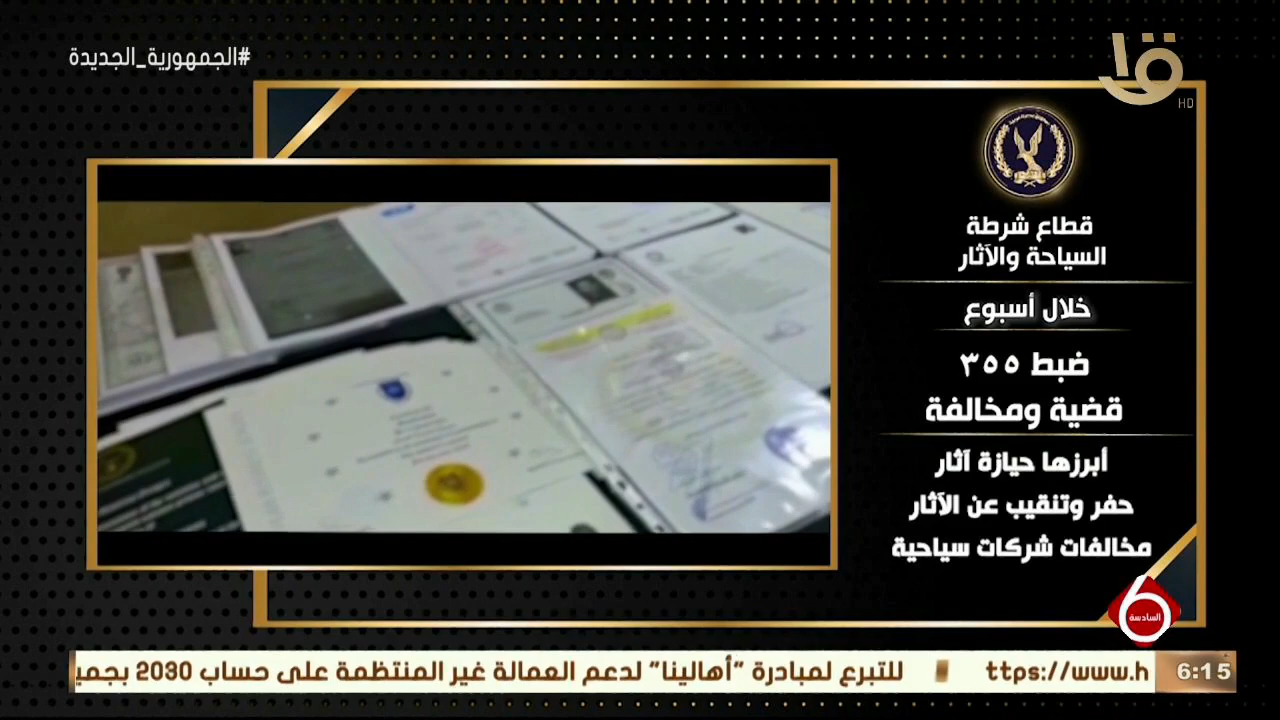 #الجمهورية_الجديدة
HD
قطاع شرطة
السياحة والآثار
خلال أسبوع
ضبط ٣٥٥
قضية ومخالفة
أبرزها حيازة آثار
حفر وتنقيب عن الآثار
مخالفات شركات سياحية
6
السادسة
6:15
ttps://www.h
للتبرع لمبادرة "أهالينا" لدعم العمالة غير المنتظمة على حساب 2030 بجمي